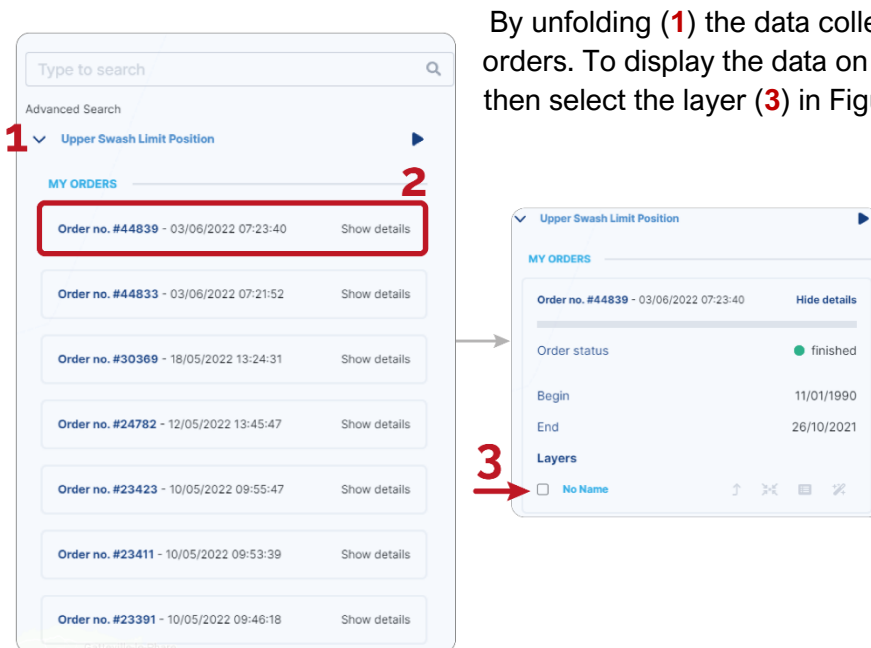 By unfolding (1) the data colle
orders. To display the data on
then select the layer (3) in Figu
Type to search
Advanced Search
1 Upper Swash Limit Position
MY ORDERS
2
Order no. #44839 - 03/06/2022 07:23:40 Show details
Order no. #44833 - 03/06/2022 07:21:52 Show details
Order no. #30369 - 18/05/2022 13:24:31 Show details
Order no. #24782 - 12/05/2022 13:45:47 Show details
Order no. #23423 - 10/05/2022 09:55:47 Show details
Order no. #23411 - 10/05/2022 09:53:39 Show details
Order no. #23391 - 10/05/2022 09:46:18 Show details
Upper Swash Limit Position
MY ORDERS
Order no. #44839 - 03/06/2022 07:23:40 Hide details
Order status finished
Begin 11/01/1990
End 26/10/2021
Layers
3
No Name